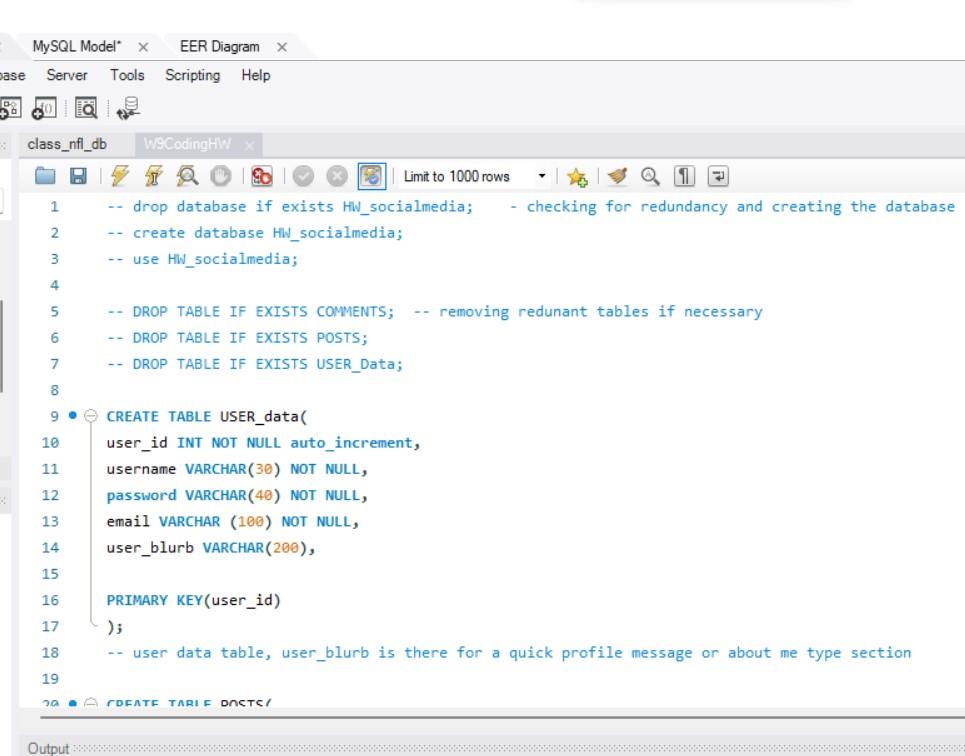 MySQL Model*
EER Diagram
base Server Tools Scripting Help
class_nfl_db W9CodingHW
Limit to 1000 rows
1 -- drop database if exists HW_socialmedia; - checking for redundancy and creating the database
2 -- create database HW_socialmedia;
3 -- use HW_socialmedia;
4
5 -- DROP TABLE IF EXISTS COMMENTS; -- removing redunant tables if necessary
6 -- DROP TABLE IF EXISTS POSTS;
7 -- DROP TABLE IF EXISTS USER_Data;
8
9 CREATE TABLE USER_data(
10 user_id INT NOT NULL auto_increment,
11 username VARCHAR(30) NOT NULL,
12 password VARCHAR(40) NOT NULL,
13 email VARCHAR (100) NOT NULL,
14 user_blurb VARCHAR(200),
15
16 PRIMARY KEY(user_id)
17 );
18 -- user data table, user_blurb is there for a quick profile message or about me type section
19
20 CREATE TABLE POSTS(
Output